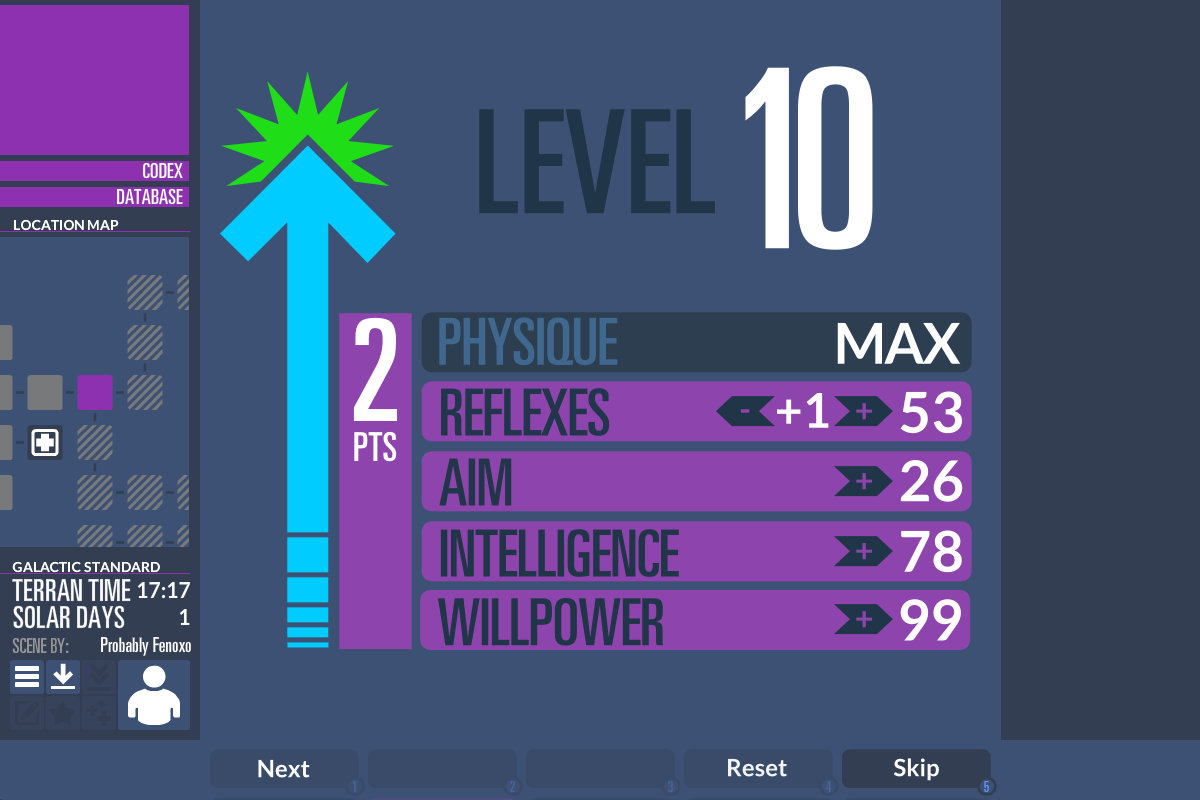 CODEX
DATABASE
LOCATION MAP
GALACTIC STANDARD
TERRAN TIME 17:17
SOLAR DAYS 1
SCENE BY: Probably Fenoxo
LEVEL 10
2
PTS
PHYSIQUE MAX
REFLEXES - +1 + 53
AIM + 26
INTELLIGENCE + 78
WILLPOWER + 99
Next 1
2
3
Reset 4
Skip 5